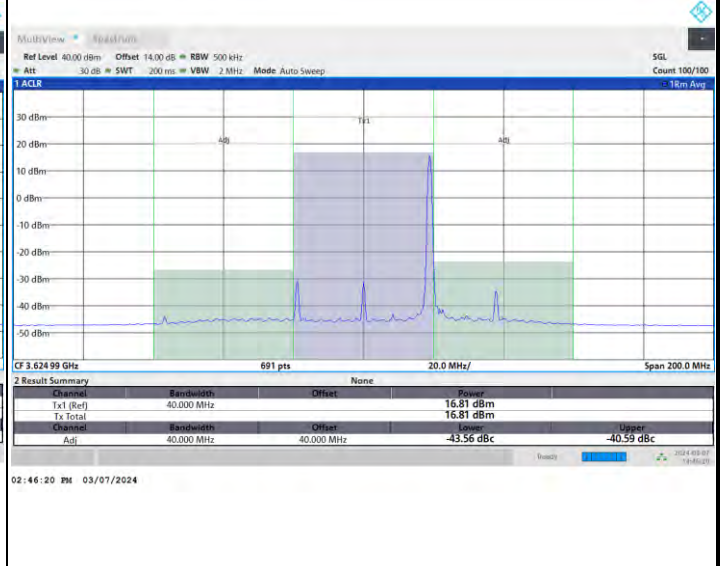 MultiView Spectrum
Ref Level 40.00 dBm Offset 14.00 dB RBW 500 kHz SGL
Att 30 dB SWT 200 ms VBW 2 MHz Mode Auto Sweep Count 100/100
1 ACLR 1Rm Avg
30 dBm
Tx1
20 dBm
Adj Adj
10 dBm
0 dBm
-10 dBm
-20 dBm
-30 dBm
-40 dBm
-50 dBm
CF 3.624 99 GHz 691 pts 20.0 MHz/ Span 200.0 MHz
2 Result Summary None
Channel Bandwidth Offset Power
Tx1 (Ref) 40.000 MHz 16.81 dBm
Tx Total 16.81 dBm
Channel Bandwidth Offset Lower Upper
Adj 40.000 MHz 40.000 MHz -43.56 dBc -40.59 dBc
Ready 2024-03-07
02:46:20 PM 03/07/2024